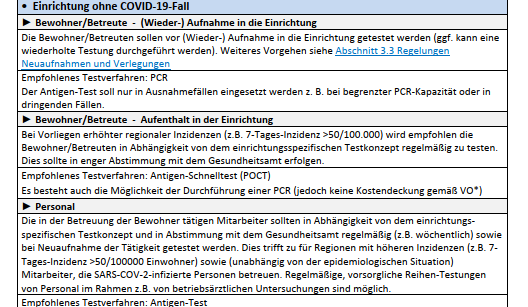 • Einrichtung ohne COVID-19-Fall
► Bewohner/Betreute - (Wieder-) Aufnahme in die Einrichtung
Die Bewohner/Betreuten sollen vor (Wieder-) Aufnahme in die Einrichtung getestet werden (ggf. kann eine
wiederholte Testung durchgeführt werden). Weiteres Vorgehen siehe Abschnitt 3.3 Regelungen
Neuaufnahmen und Verlegungen
Empfohlenes Testverfahren: PCR
Der Antigen-Test soll nur in Ausnahmefällen eingesetzt werden z. B. bei begrenzter PCR-Kapazität oder in
dringenden Fällen.
► Bewohner/Betreute - Aufenthalt in der Einrichtung
Bei Vorliegen erhöhter regionaler Inzidenzen (z.B. 7-Tages-Inzidenz >50/100.000) wird empfohlen die
Bewohner/Betreuten in Abhängigkeit von dem einrichtungsspezifischen Testkonzept regelmäßig zu testen.
Dies sollte in enger Abstimmung mit dem Gesundheitsamt erfolgen.
Empfohlenes Testverfahren: Antigen-Schnelltest (POCT)
Es besteht auch die Möglichkeit der Durchführung einer PCR (jedoch keine Kostendeckung gemäß VO*)
► Personal
Die in der Betreuung der Bewohner tätigen Mitarbeiter sollten in Abhängigkeit von dem einrichtungs-
spezifischen Testkonzept und in Abstimmung mit dem Gesundheitsamt regelmäßig (z.B. wöchentlich) sowie
bei Neuaufnahme der Tätigkeit getestet werden. Dies trifft zu für Regionen mit höheren Inzidenzen (z.B. 7-
Tages-Inzidenz >50/100000 Einwohner) sowie (unabhängig von der epidemiologischen Situation)
Mitarbeiter, die SARS-COV-2-infizierte Personen betreuen. Regelmäßige, vorsorgliche Reihen-Testungen
von Personal im Rahmen z.B. von betriebsärztlichen Untersuchungen sind möglich.
Empfohlenes Testverfahren: Antigen-Test